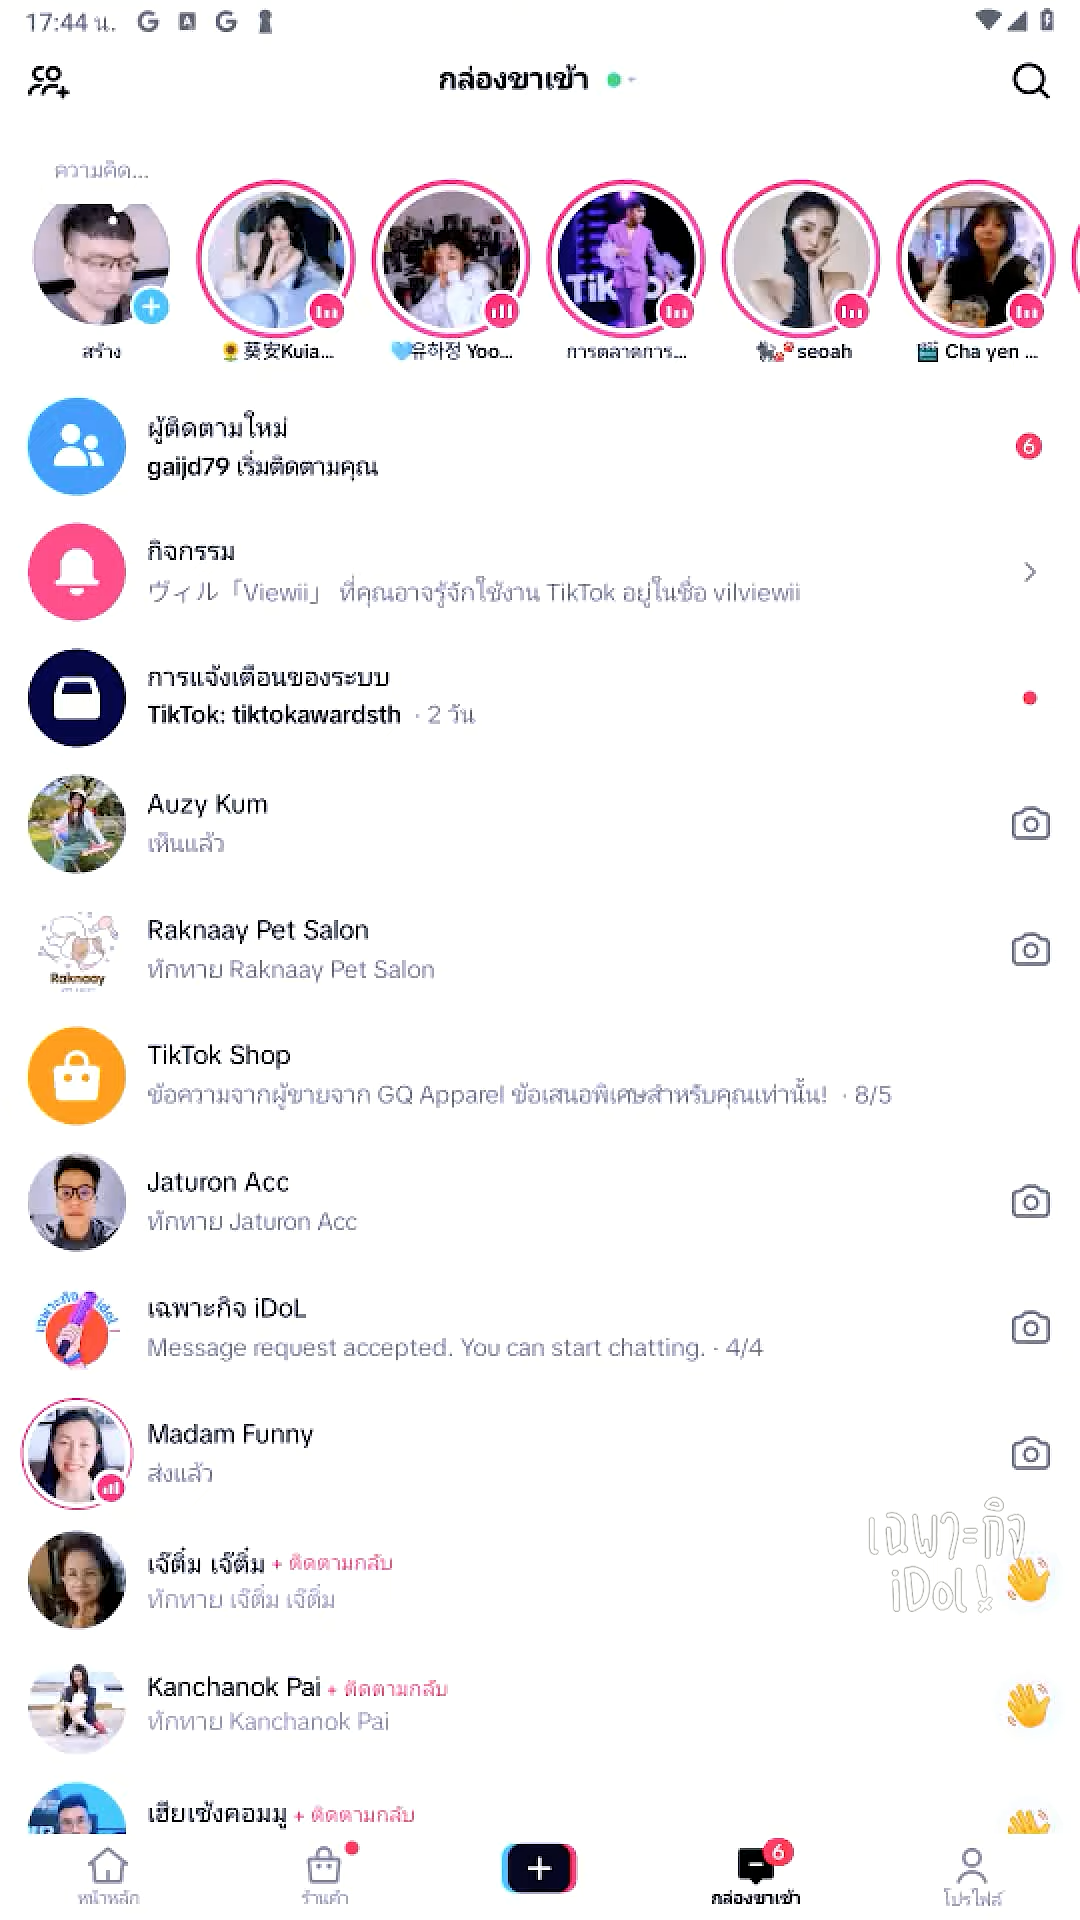 17:44 น.
กล่องขาเข้า
ความคิด...
สร้าง
🌻葵安Kuia...
🩵유하정 Yoo...
การตลาดการ...
🐈‍⬛🐾seoah
🎬 Cha yen ...
ผู้ติดตามใหม่
gaijd79 เริ่มติดตามคุณ
6
กิจกรรม
ヴィル「Viewii」 ที่คุณอาจรู้จักใช้งาน TikTok อยู่ในชื่อ vilviewii
การแจ้งเตือนของระบบ
TikTok: tiktokawardsth · 2 วัน
Auzy Kum
เห็นแล้ว
Raknaay Pet Salon
ทักทาย Raknaay Pet Salon
Raknaay
TikTok Shop
ข้อความจากผู้ขายจาก GQ Apparel ข้อเสนอพิเศษสำหรับคุณเท่านั้น! · 8/5
Jaturon Acc
ทักทาย Jaturon Acc
เฉพาะกิจ idol
เฉพาะกิจ iDoL
Message request accepted. You can start chatting. · 4/4
Madam Funny
ส่งแล้ว
เฉพาะกิจ
iDol!
เจ๊ติ่ม เจ๊ติ่ม + ติดตามกลับ
ทักทาย เจ๊ติ่ม เจ๊ติ่ม
Kanchanok Pai + ติดตามกลับ
ทักทาย Kanchanok Pai
เฮียเซ้งคอมมู + ติดตามกลับ
6
หน้าหลัก
ร้านค้า
กล่องขาเข้า
โปรไฟล์